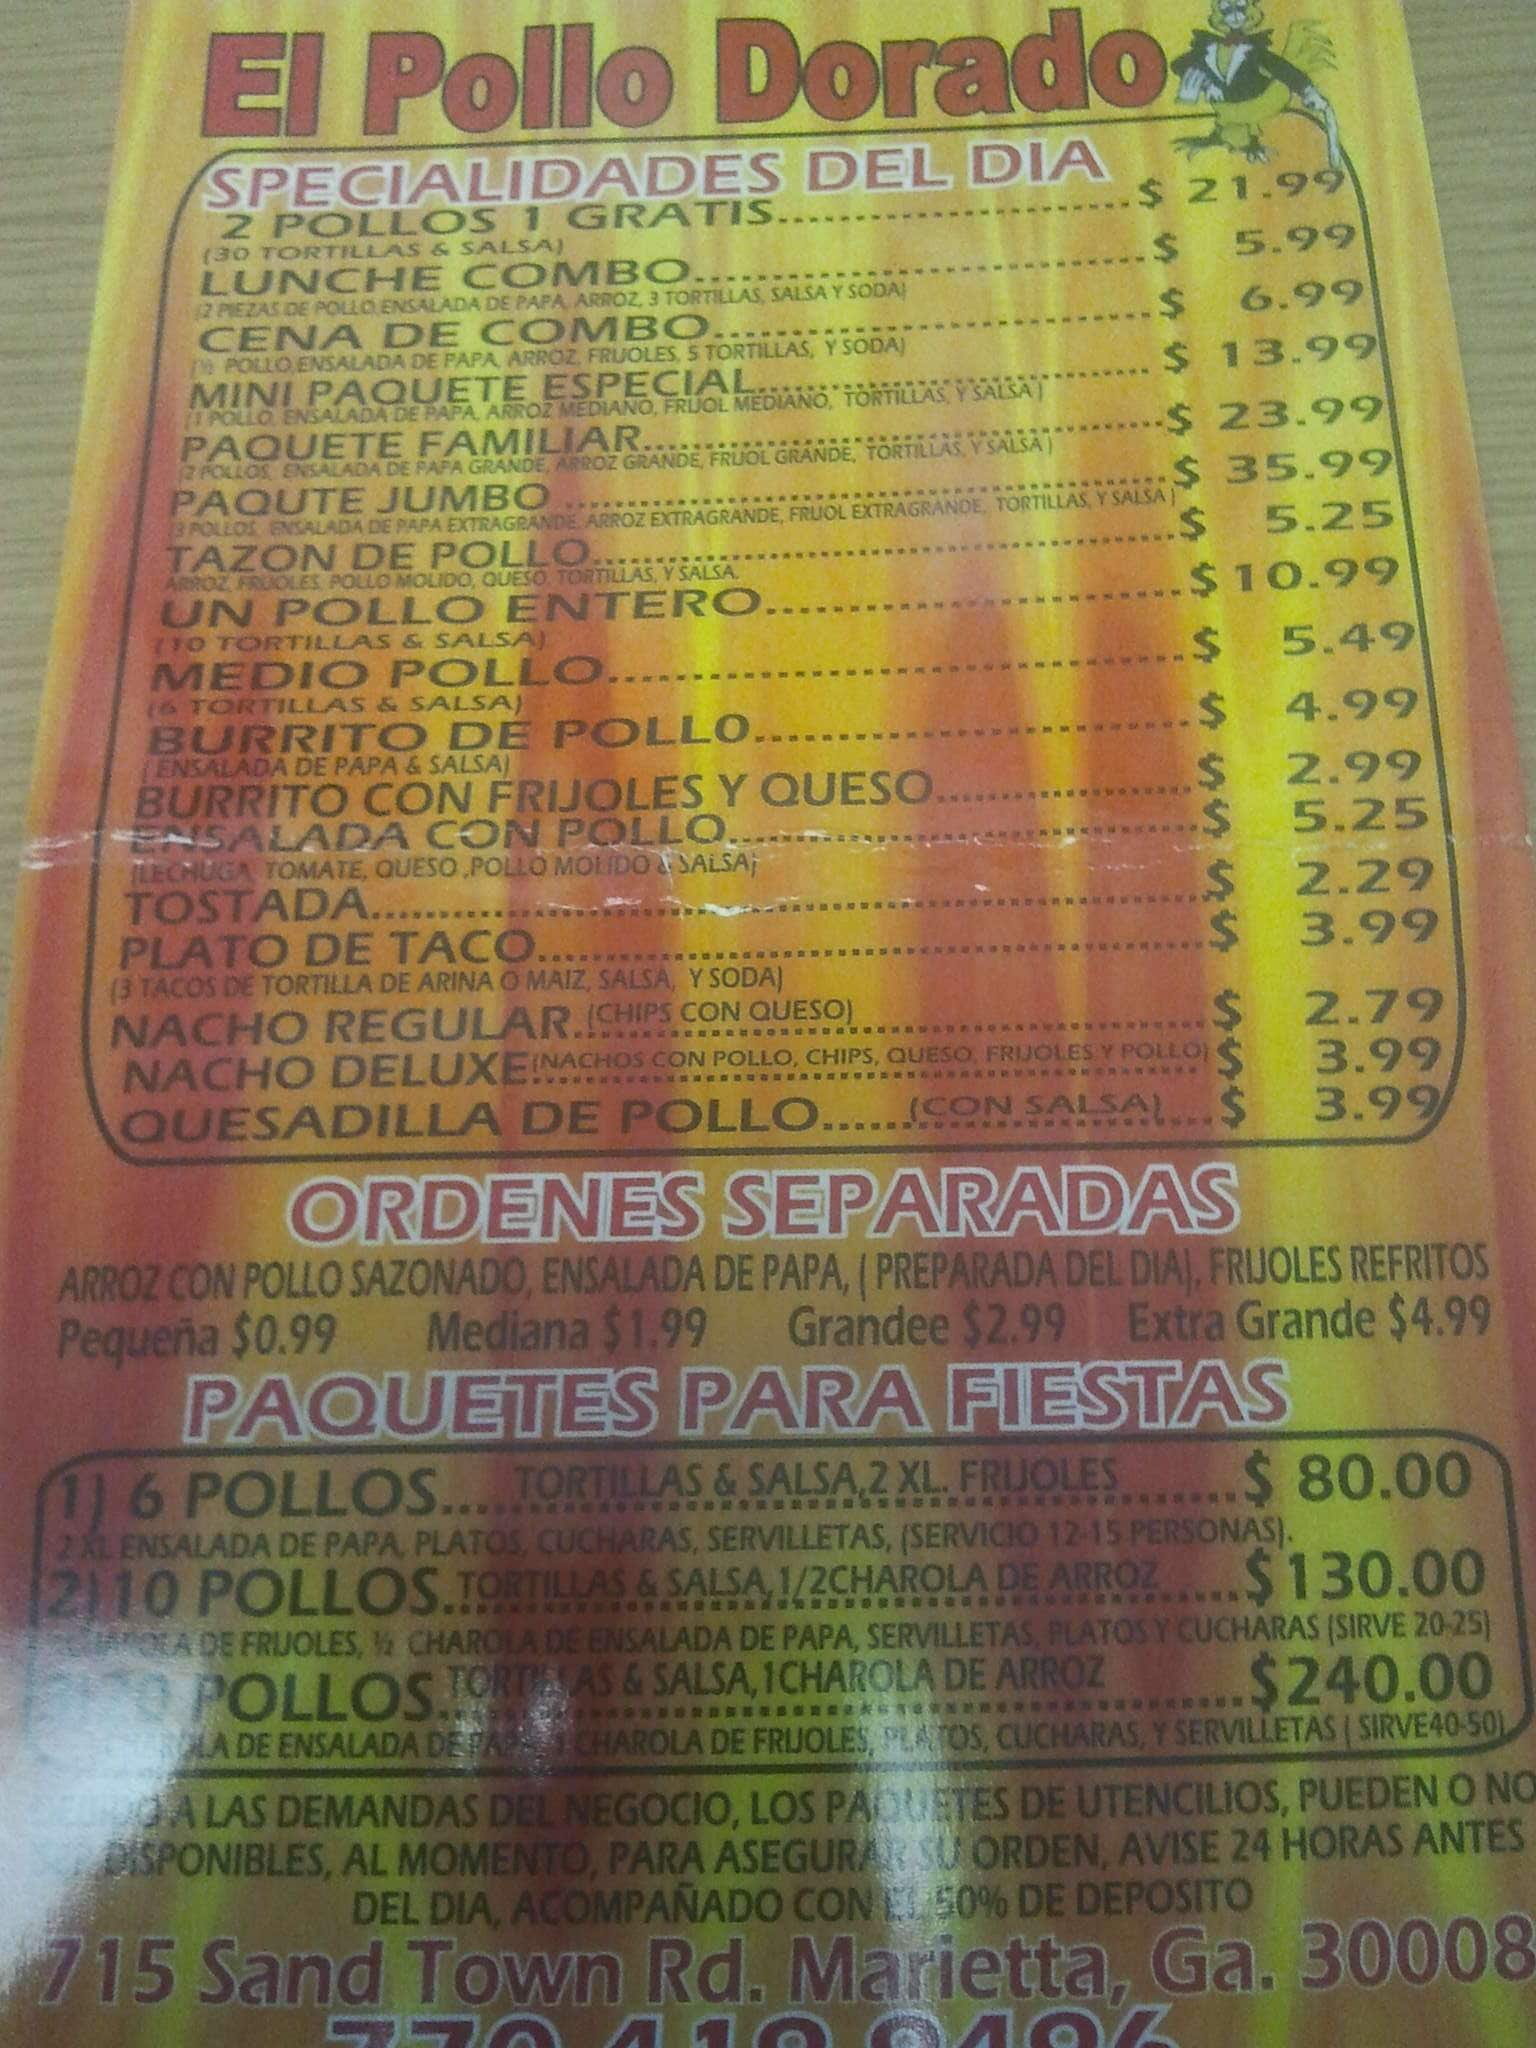 El Pollo Dorado
SPECIALIDADES DEL DIA
2 POLLOS 1 GRATIS $ 21.99
(30 TORTILLAS & SALSA)
LUNCHE COMBO $ 5.99
(2 PIEZAS DE POLLO,ENSALADA DE PAPA, ARROZ, 3 TORTILLAS, SALSA Y SODA)
CENA DE COMBO $ 6.99
(½ POLLO,ENSALADA DE PAPA, ARROZ, FRIJOLES, 5 TORTILLAS, Y SODA)
MINI PAQUETE ESPECIAL $ 13.99
(1 POLLO, ENSALADA DE PAPA, ARROZ MEDIANO, FRIJOL MEDIANO, TORTILLAS, Y SALSA)
PAQUETE FAMILIAR $ 23.99
(2 POLLOS, ENSALADA DE PAPA GRANDE, ARROZ GRANDE, FRIJOL GRANDE, TORTILLAS, Y SALSA)
PAQUTE JUMBO $ 35.99
3 POLLOS, ENSALADA DE PAPA EXTRAGRANDE, ARROZ EXTRAGRANDE, FRIJOL EXTRAGRANDE, TORTILLAS, Y SALSA)
TAZON DE POLLO $ 5.25
ARROZ, FRIJOLES, POLLO MOLIDO, QUESO, TORTILLAS, Y SALSA.
UN POLLO ENTERO $ 10.99
(10 TORTILLAS & SALSA)
MEDIO POLLO $ 5.49
(6 TORTILLAS & SALSA)
BURRITO DE POLLO $ 4.99
(ENSALADA DE PAPA & SALSA)
BURRITO CON FRIJOLES Y QUESO $ 2.99
ENSALADA CON POLLO $ 5.25
(LECHUGA, TOMATE, QUESO ,POLLO MOLIDO & SALSA)
TOSTADA $ 2.29
PLATO DE TACO $ 3.99
(3 TACOS DE TORTILLA DE ARINA O MAIZ, SALSA, Y SODA)
NACHO REGULAR (CHIPS CON QUESO) $ 2.79
NACHO DELUXE (NACHOS CON POLLO, CHIPS, QUESO, FRIJOLES Y POLLO) $ 3.99
QUESADILLA DE POLLO (CON SALSA) $ 3.99
ORDENES SEPARADAS
ARROZ CON POLLO SAZONADO, ENSALADA DE PAPA, ( PREPARADA DEL DIA), FRIJOLES REFRITOS
Pequeña $0.99 Mediana $1.99 Grandee $2.99 Extra Grande $4.99
PAQUETES PARA FIESTAS
1) 6 POLLOS TORTILLAS & SALSA,2 XL. FRIJOLES $ 80.00
2 XL ENSALADA DE PAPA, PLATOS, CUCHARAS, SERVILLETAS, (SERVICIO 12-15 PERSONAS).
2) 10 POLLOS TORTILLAS & SALSA,1/2CHAROLA DE ARROZ $130.00
CHAROLA DE FRIJOLES, ½ CHAROLA DE ENSALADA DE PAPA, SERVILLETAS, PLATOS Y CUCHARAS (SIRVE 20-25)
POLLOS TORTILLAS & SALSA,1CHAROLA DE ARROZ $240.00
DE ENSALADA DE PAPA, CHAROLA DE FRIJOLES, PLATOS, CUCHARAS, Y SERVILLETAS ( SIRVE40-50)
A LAS DEMANDAS DEL NEGOCIO, LOS PAQUETES DE UTENCILIOS, PUEDEN O NO
DISPONIBLES, AL MOMENTO, PARA ASEGURAR SU ORDEN, AVISE 24 HORAS ANTES
DEL DIA, ACOMPAÑADO CON EL 50% DE DEPOSITO
715 Sand Town Rd. Marietta, Ga. 30008